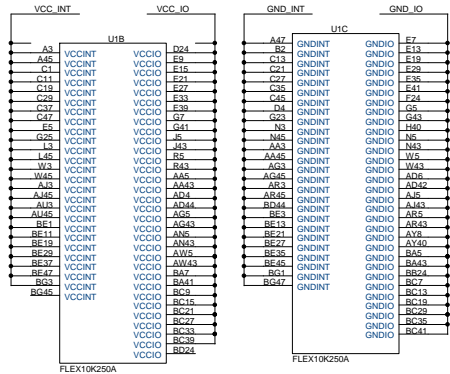 VCC_INT VCC_IO
U1B
A3 VCCINT VCCIO D24
A45 VCCINT VCCIO E9
C1 VCCINT VCCIO E15
C11 VCCINT VCCIO E21
C19 VCCINT VCCIO E27
C29 VCCINT VCCIO E33
C37 VCCINT VCCIO E39
C47 VCCINT VCCIO G7
E5 VCCINT VCCIO G41
G25 VCCINT VCCIO J5
L3 VCCINT VCCIO J43
L45 VCCINT VCCIO R5
W3 VCCINT VCCIO R43
W45 VCCINT VCCIO AA5
AJ3 VCCINT VCCIO AA43
AJ45 VCCINT VCCIO AD4
AU3 VCCINT VCCIO AD44
AU45 VCCINT VCCIO AG5
BE1 VCCINT VCCIO AG43
BE11 VCCINT VCCIO AN5
BE19 VCCINT VCCIO AN43
BE29 VCCINT VCCIO AW5
BE37 VCCINT VCCIO AW43
BE47 VCCINT VCCIO BA7
BG3 VCCINT VCCIO BA41
BG45 VCCINT VCCIO BC9
VCCIO BC15
VCCIO BC21
VCCIO BC27
VCCIO BC33
VCCIO BC39
VCCIO BD24
FLEX10K250A
GND_INT GND_IO
U1C
A47 GNDINT GNDIO E7
B2 GNDINT GNDIO E13
C13 GNDINT GNDIO E19
C21 GNDINT GNDIO E29
C27 GNDINT GNDIO E35
C35 GNDINT GNDIO E41
C45 GNDINT GNDIO F24
D4 GNDINT GNDIO G5
G23 GNDINT GNDIO G43
N3 GNDINT GNDIO H40
N45 GNDINT GNDIO N5
AA3 GNDINT GNDIO N43
AA45 GNDINT GNDIO W5
AG3 GNDINT GNDIO W43
AG45 GNDINT GNDIO AD6
AR3 GNDINT GNDIO AD42
AR45 GNDINT GNDIO AJ5
BD44 GNDINT GNDIO AJ43
BE3 GNDINT GNDIO AR5
BE13 GNDINT GNDIO AR43
BE21 GNDINT GNDIO AY8
BE27 GNDINT GNDIO AY40
BE35 GNDINT GNDIO BA5
BE45 GNDINT GNDIO BA43
BG1 GNDINT GNDIO BB24
BG47 GNDINT GNDIO BC7
GNDIO BC13
GNDIO BC19
GNDIO BC29
GNDIO BC35
GNDIO BC41
FLEX10K250A